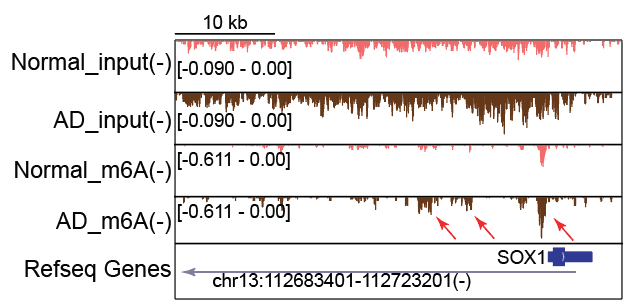 10 kb
Normal_input(-)
[-0.090 - 0.00]
AD_input(-)
[-0.090 - 0.00]
Normal_m6A(-)
[-0.611 - 0.00]
AD_m6A(-)
[-0.611 - 0.00]
SOX1
Refseq Genes
chr13:112683401-112723201(-)